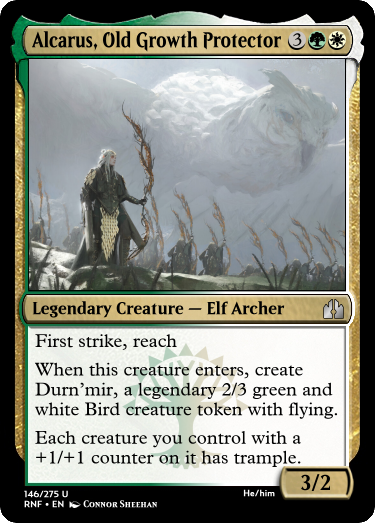 Alcarus, Old Growth Protector 3
Legendary Creature — Elf Archer
First strike, reach
When this creature enters, create
Durn'mir, a legendary 2/3 green and
white Bird creature token with flying.
Each creature you control with a
+1/+1 counter on it has trample.
3/2
146/275 U
He/him
RNF • EN Connor Sheehan